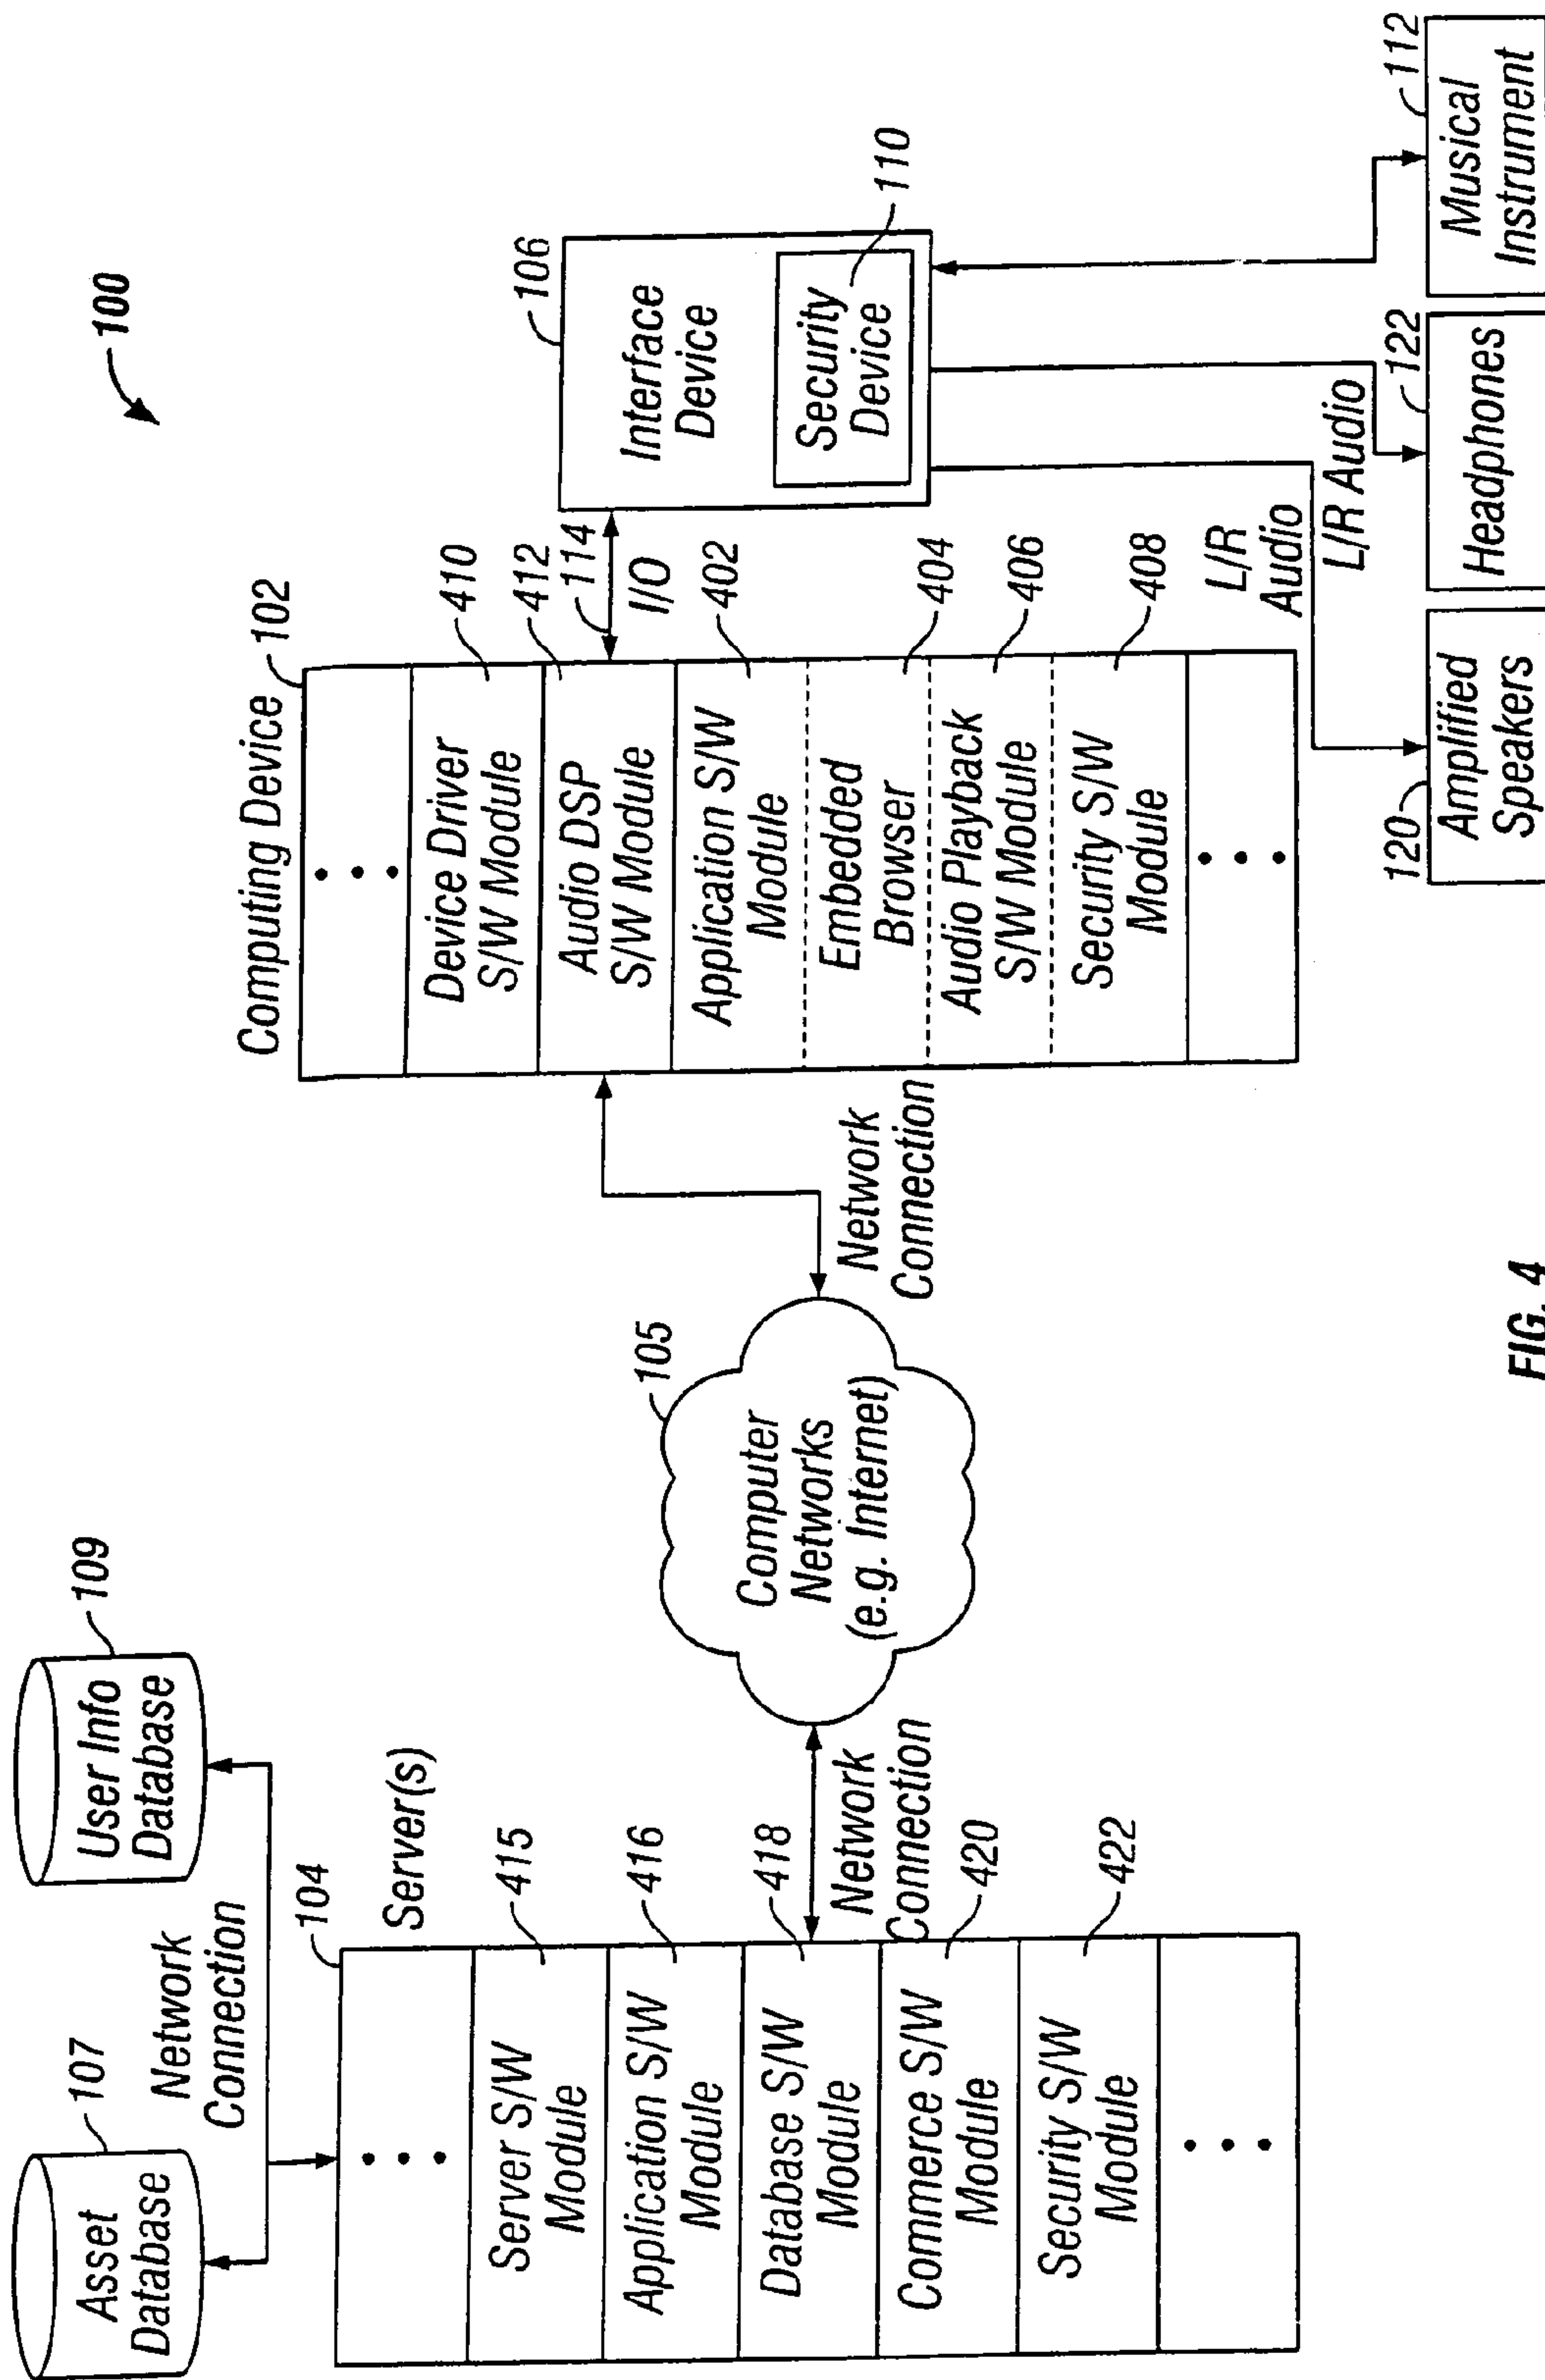 100
Asset
Database
107
Network
Connection
User Info
Database
109
104
Server(s)
• • •
Server S/W
Module
415
Application S/W
Module
416
Database S/W
Module
418
Commerce S/W
Module
420
Security S/W
Module
422
• • •
Network
Connection
Computer
Networks
(e.g. Internet)
105
Network
Connection
Computing Device
102
• • •
Device Driver
S/W Module
410
Audio DSP
S/W Module
412
Application S/W
Module
402
Embedded
Browser
404
Audio Playback
S/W Module
406
Security S/W
Module
408
• • •
114
I/O
Interface
Device
106
Security
Device
110
L/R
Audio
L/R Audio
120
Amplified
Speakers
Headphones
122
Musical
Instrument
112
FIG. 4